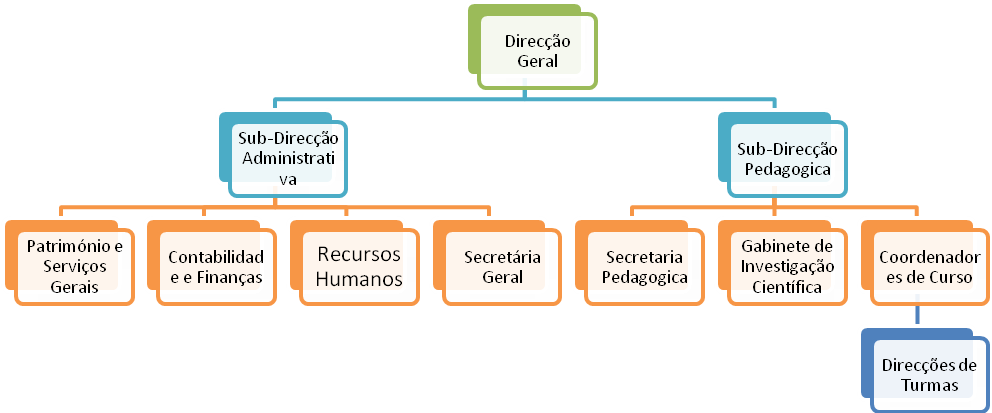 Direcção
Geral
Sub-Direcção
Administrati
va
Sub-Direcção
Pedagogica
Património e
Serviços
Gerais
Contabilidad
e e Finanças
Recursos
Humanos
Secretária
Geral
Secretaria
Pedagogica
Gabinete de
Investigação
Científica
Coordenador
es de Curso
Direcções de
Turmas